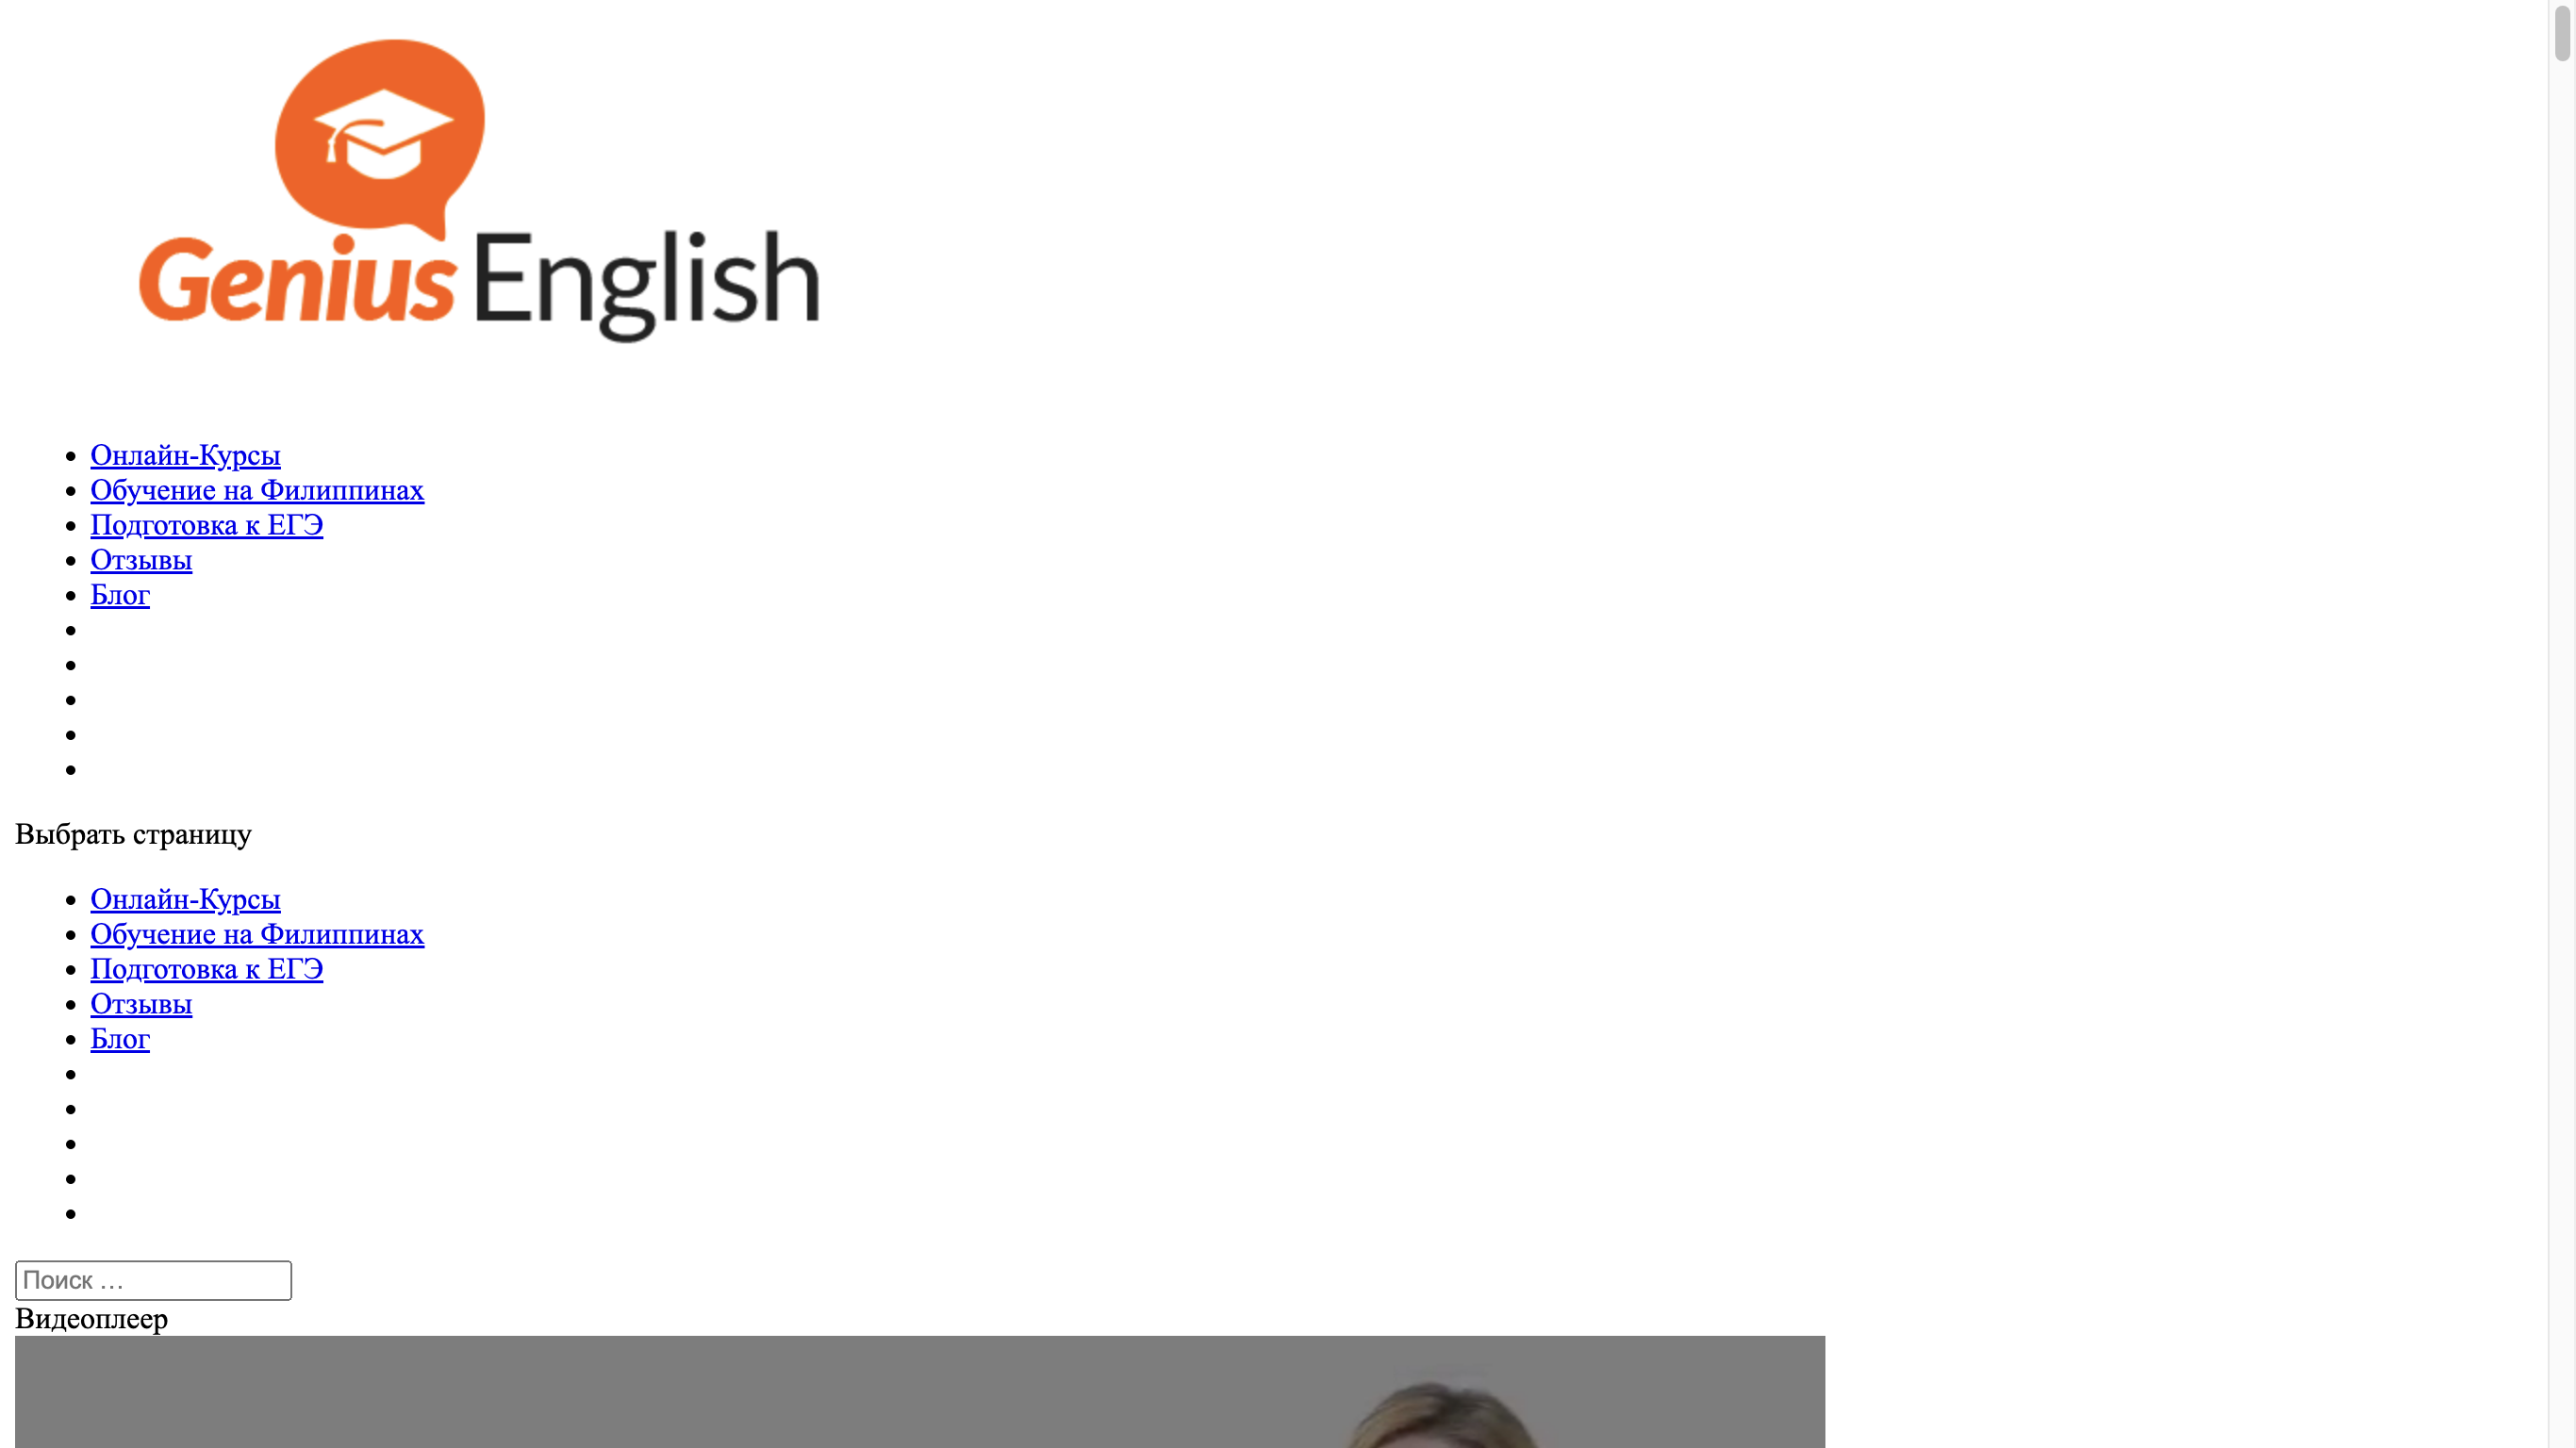 Genius English
Онлайн-Курсы
Обучение на Филиппинах
Подготовка к ЕГЭ
Отзывы
Блог
Выбрать страницу
Онлайн-Курсы
Обучение на Филиппинах
Подготовка к ЕГЭ
Отзывы
Блог
Поиск …
Видеоплеер